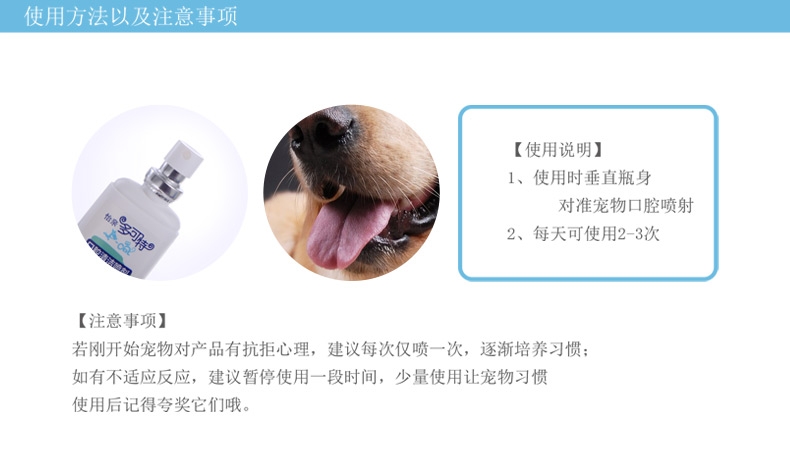 使用方法以及注意事项
怡亲
多可特
【使用说明】
1、使用时垂直瓶身
对准宠物口腔喷射
2、每天可使用2-3次
【注意事项】
若刚开始宠物对产品有抗拒心理，建议每次仅喷一次，逐渐培养习惯；
如有不适应反应，建议暂停使用一段时间，少量使用让宠物习惯
使用后记得夸奖它们哦。